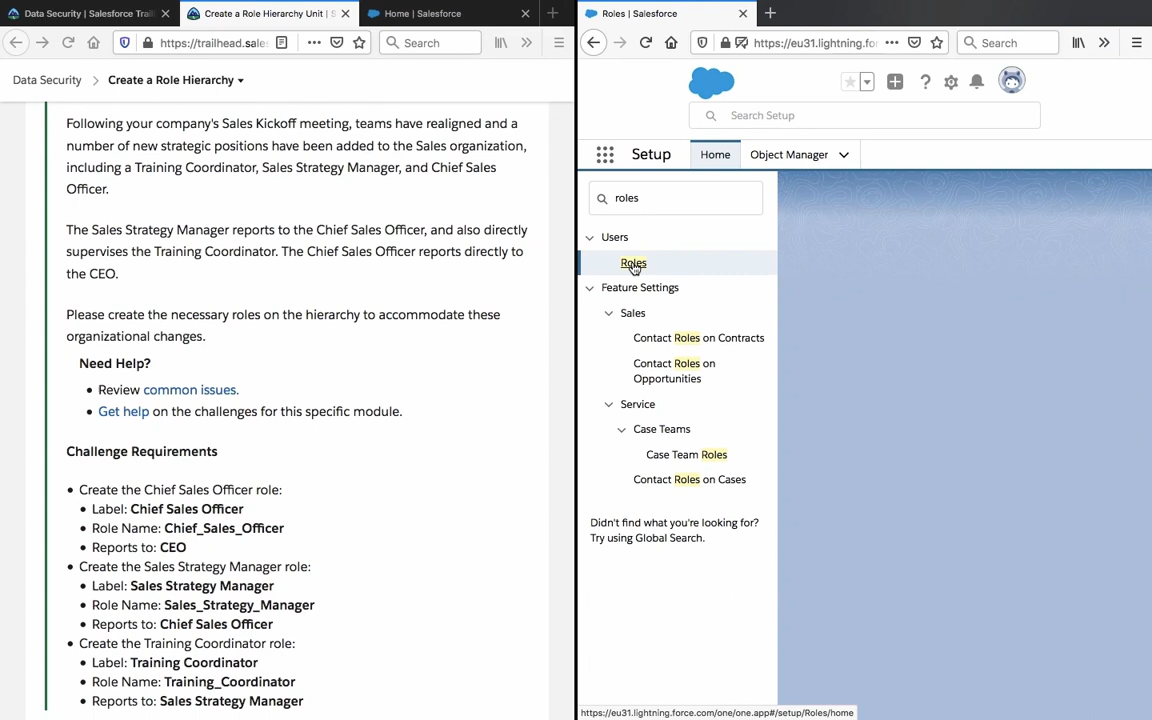 Data Security | Salesforce Trail
Create a Role Hierarchy Unit | S
Home | Salesforce
https://trailhead.sale
Search
Data Security
Create a Role Hierarchy
Following your company's Sales Kickoff meeting, teams have realigned and a
number of new strategic positions have been added to the Sales organization,
including a Training Coordinator, Sales Strategy Manager, and Chief Sales
Officer.
The Sales Strategy Manager reports to the Chief Sales Officer, and also directly
supervises the Training Coordinator. The Chief Sales Officer reports directly to
the CEO.
Please create the necessary roles on the hierarchy to accommodate these
organizational changes.
Need Help?
• Review common issues.
• Get help on the challenges for this specific module.
Challenge Requirements
• Create the Chief Sales Officer role:
• Label: Chief Sales Officer
• Role Name: Chief_Sales_Officer
• Reports to: CEO
• Create the Sales Strategy Manager role:
• Label: Sales Strategy Manager
• Role Name: Sales_Strategy_Manager
• Reports to: Chief Sales Officer
• Create the Training Coordinator role:
• Label: Training Coordinator
• Role Name: Training_Coordinator
• Reports to: Sales Strategy Manager
Roles | Salesforce
https://eu31.lightning.for
Search
Search Setup
Setup
Home
Object Manager
roles
Users
Roles
Feature Settings
Sales
Contact Roles on Contracts
Contact Roles on
Opportunities
Service
Case Teams
Case Team Roles
Contact Roles on Cases
Didn't find what you're looking for?
Try using Global Search.
https://eu31.lightning.force.com/one/one.app#/setup/Roles/home